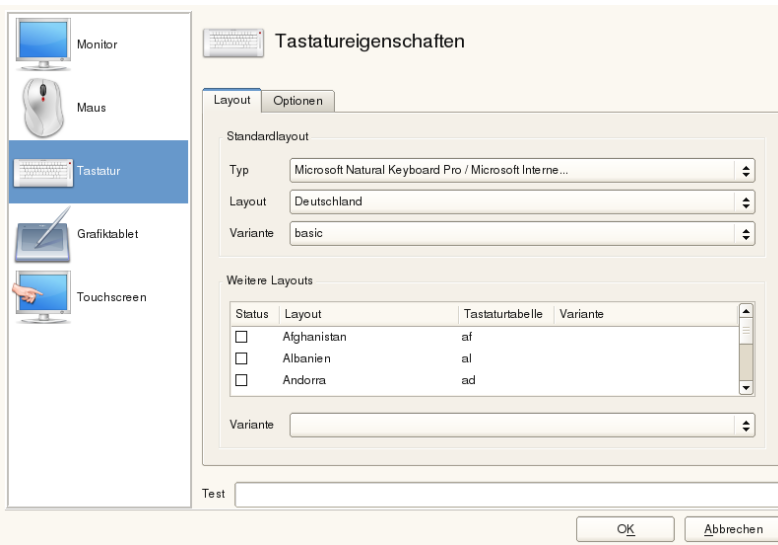 Monitor
Maus
Tastatur
Grafiktablet
Touchscreen
Tastatureigenschaften
Layout Optionen
Standardlayout
Typ Microsoft Natural Keyboard Pro / Microsoft Interne...
Layout Deutschland
Variante basic
Weitere Layouts
Status Layout Tastaturtabelle Variante
Afghanistan af
Albanien al
Andorra ad
Variante
Test
OK Abbrechen